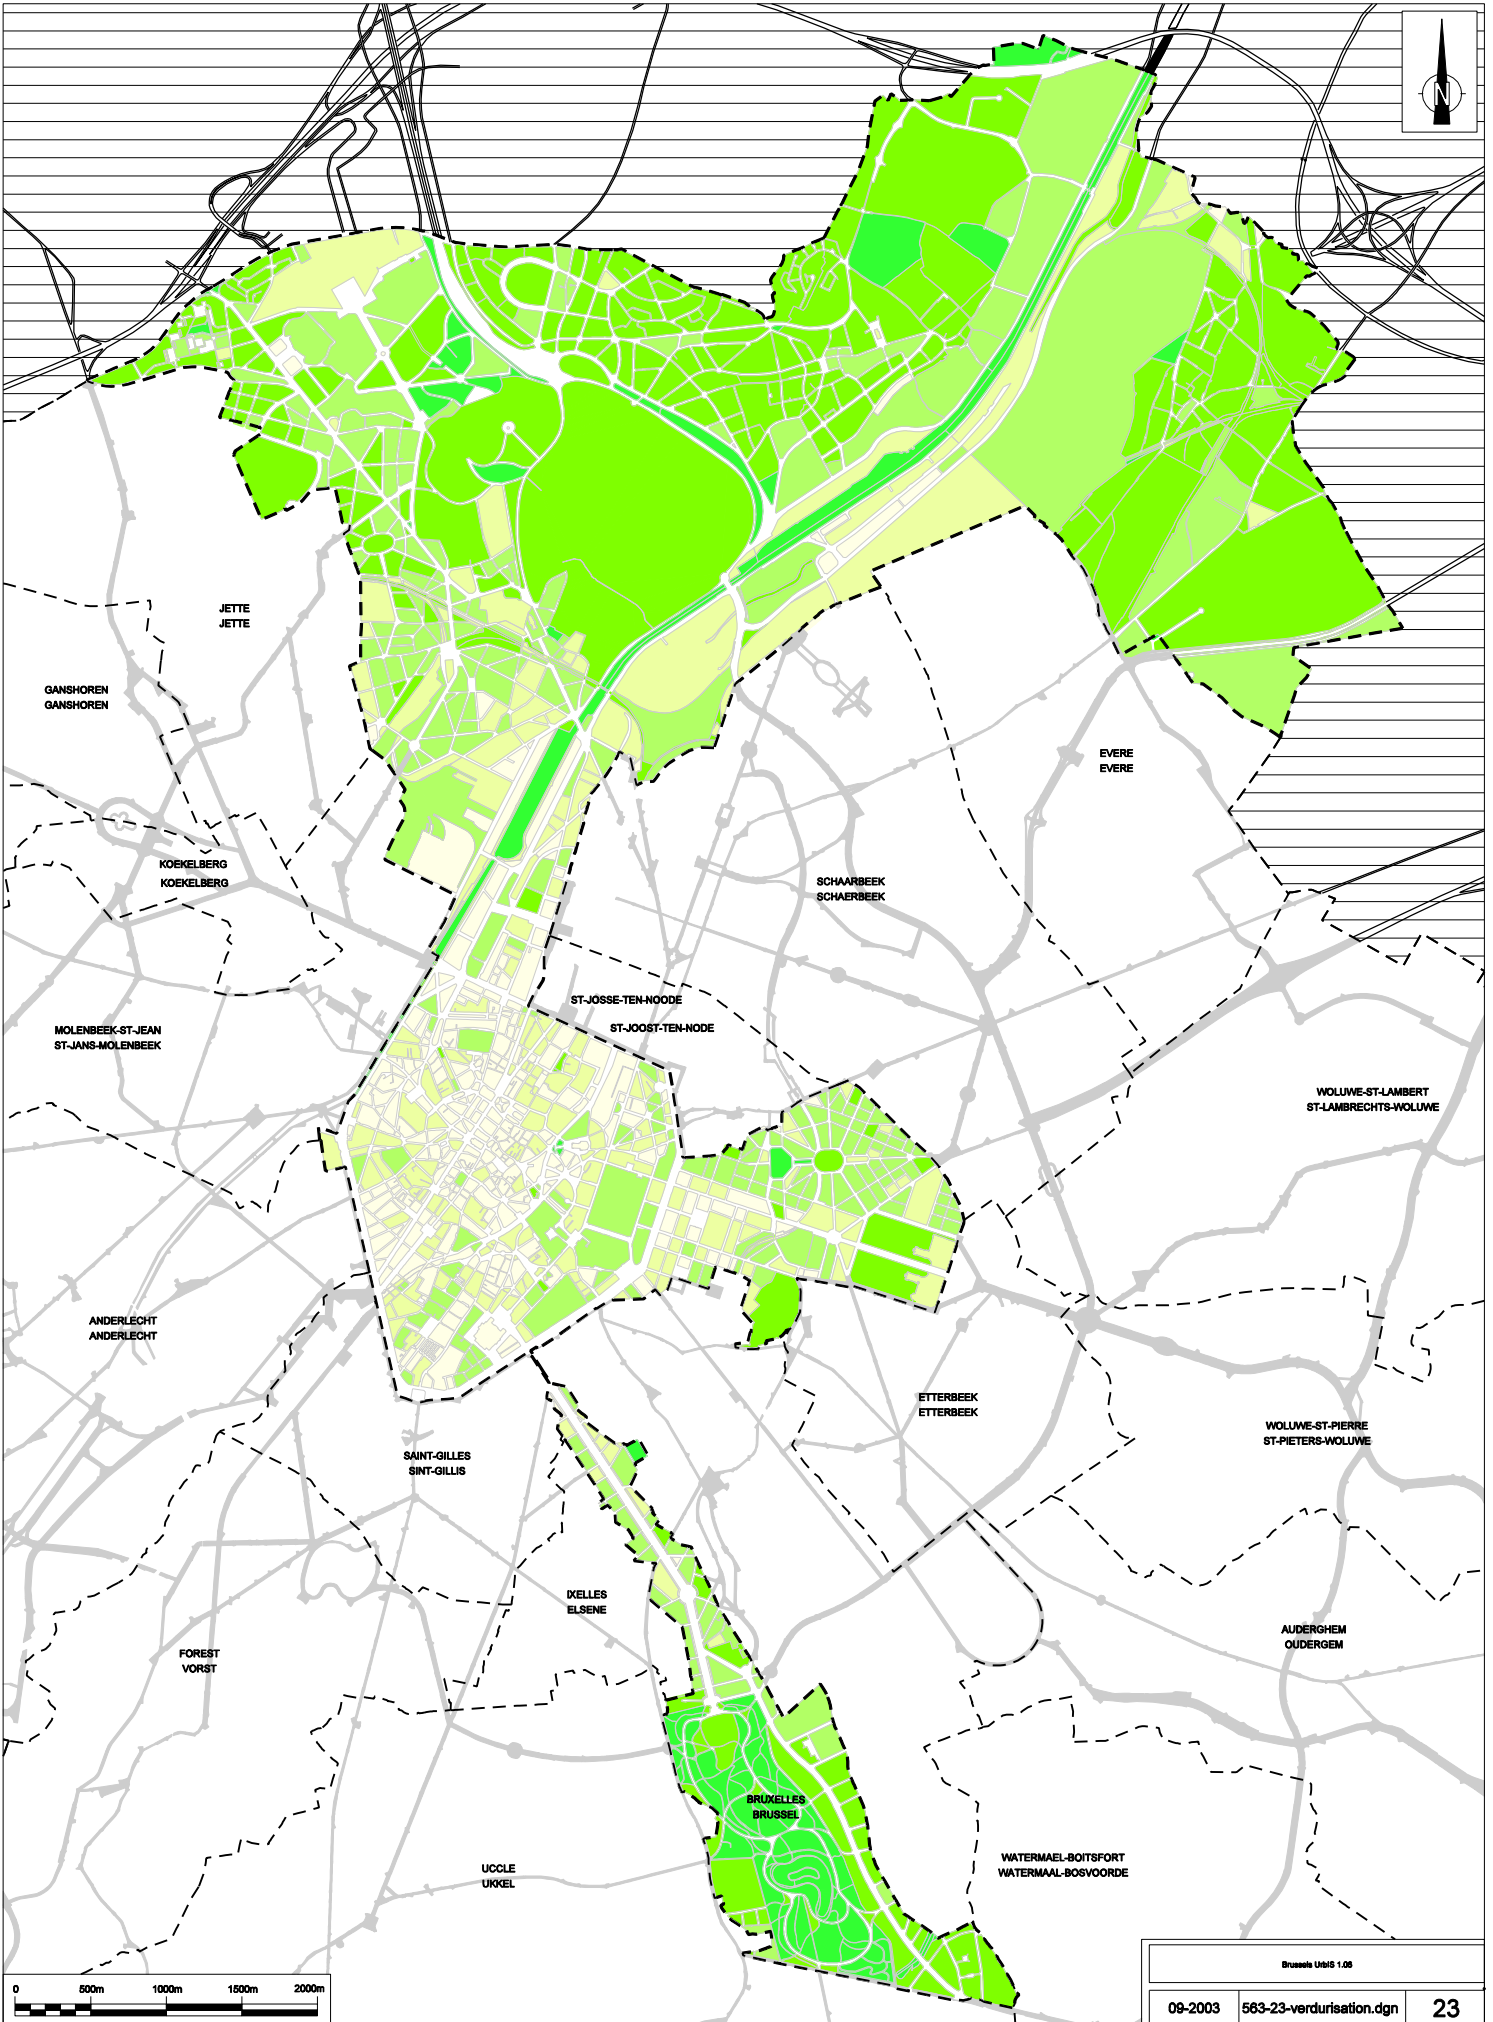 N
JETTE
JETTE
GANSHOREN
GANSHOREN
EVERE
EVERE
KOEKELBERG
KOEKELBERG
SCHAARBEEK
SCHAERBEEK
ST-JOSSE-TEN-NOODE
ST-JOOST-TEN-NODE
MOLENBEEK-ST-JEAN
ST-JANS-MOLENBEEK
WOLUWE-ST-LAMBERT
ST-LAMBRECHTS-WOLUWE
ANDERLECHT
ANDERLECHT
ETTERBEEK
ETTERBEEK
WOLUWE-ST-PIERRE
ST-PIETERS-WOLUWE
SAINT-GILLES
SINT-GILLIS
IXELLES
ELSENE
AUDERGHEM
OUDERGEM
FOREST
VORST
BRUXELLES
BRUSSEL
WATERMAEL-BOITSFORT
WATERMAAL-BOSVOORDE
UCCLE
UKKEL
0 500m 1000m 1500m 2000m
Brussels UrbIS 1.06
09-2003 563-23-verdurisation.dgn 23